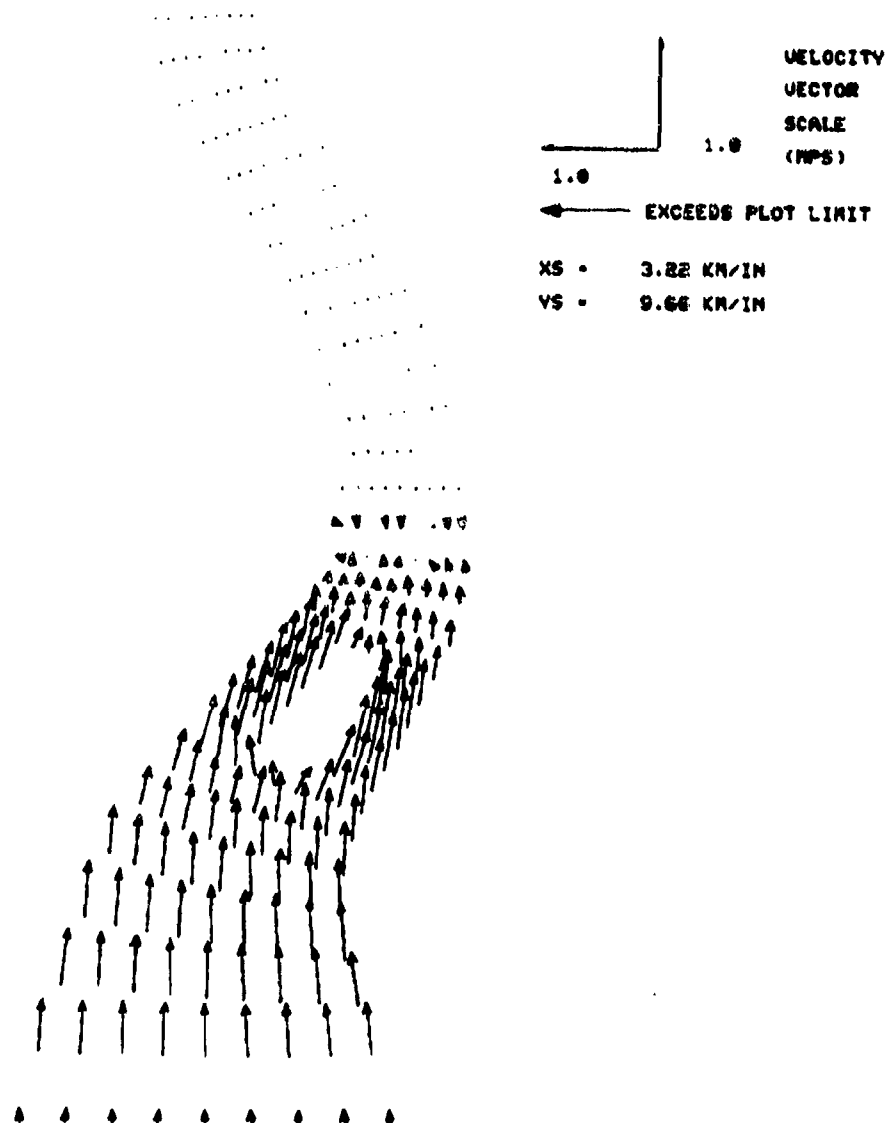 VELOCITY
VECTOR
SCALE
(MPS)
1.0
1.0
EXCEEDS PLOT LIMIT
XS = 3.22 KM/IN
YS = 9.66 KM/IN